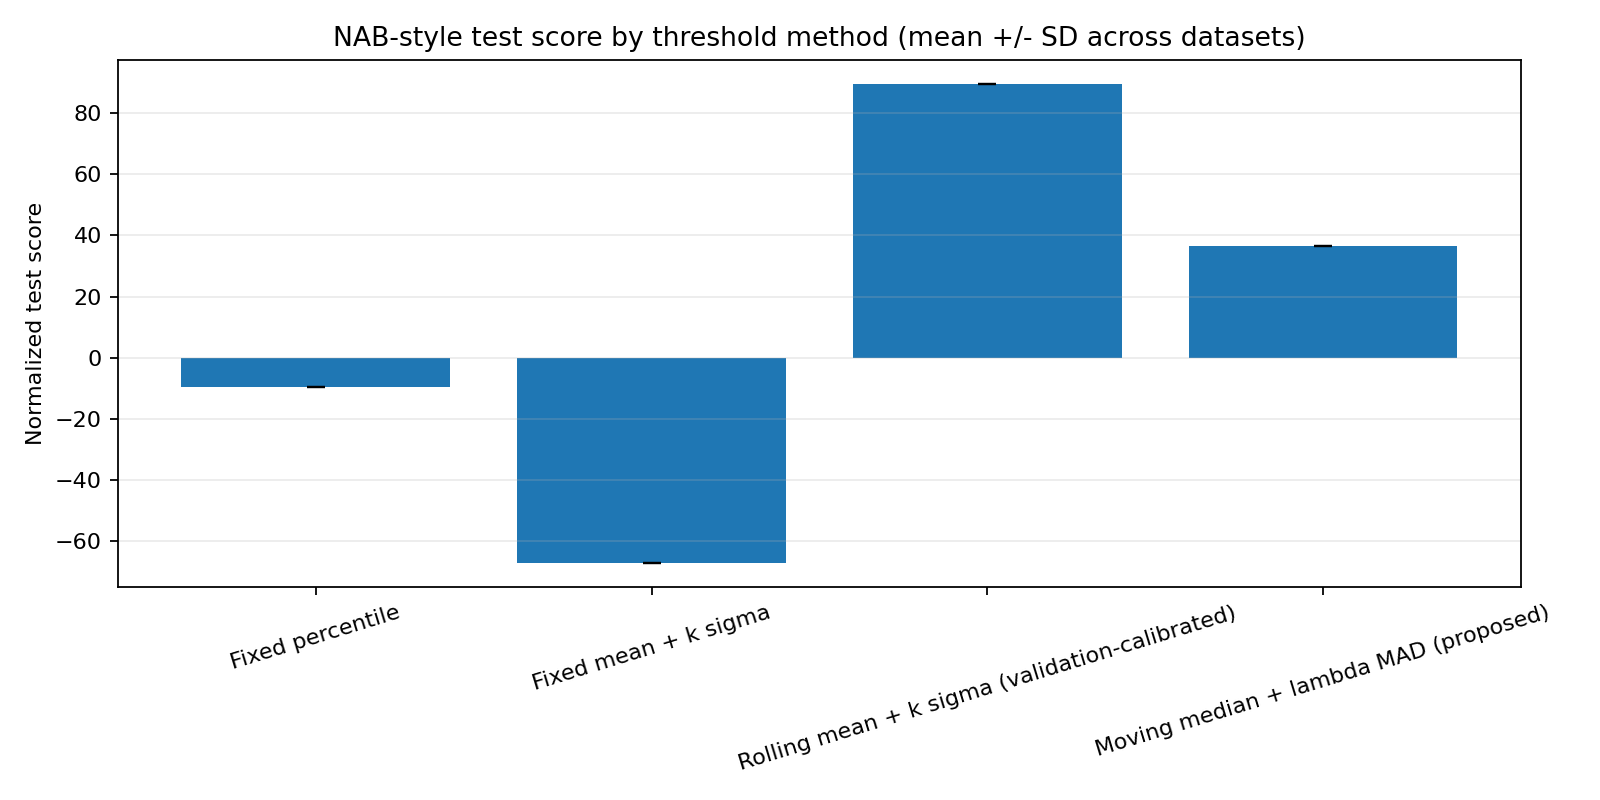 NAB-style test score by threshold method (mean +/- SD across datasets)
Normalized test score
80
60
40
20
0
−20
−40
−60
Fixed percentile
Fixed mean + k sigma
Rolling mean + k sigma (validation-calibrated)
Moving median + lambda MAD (proposed)